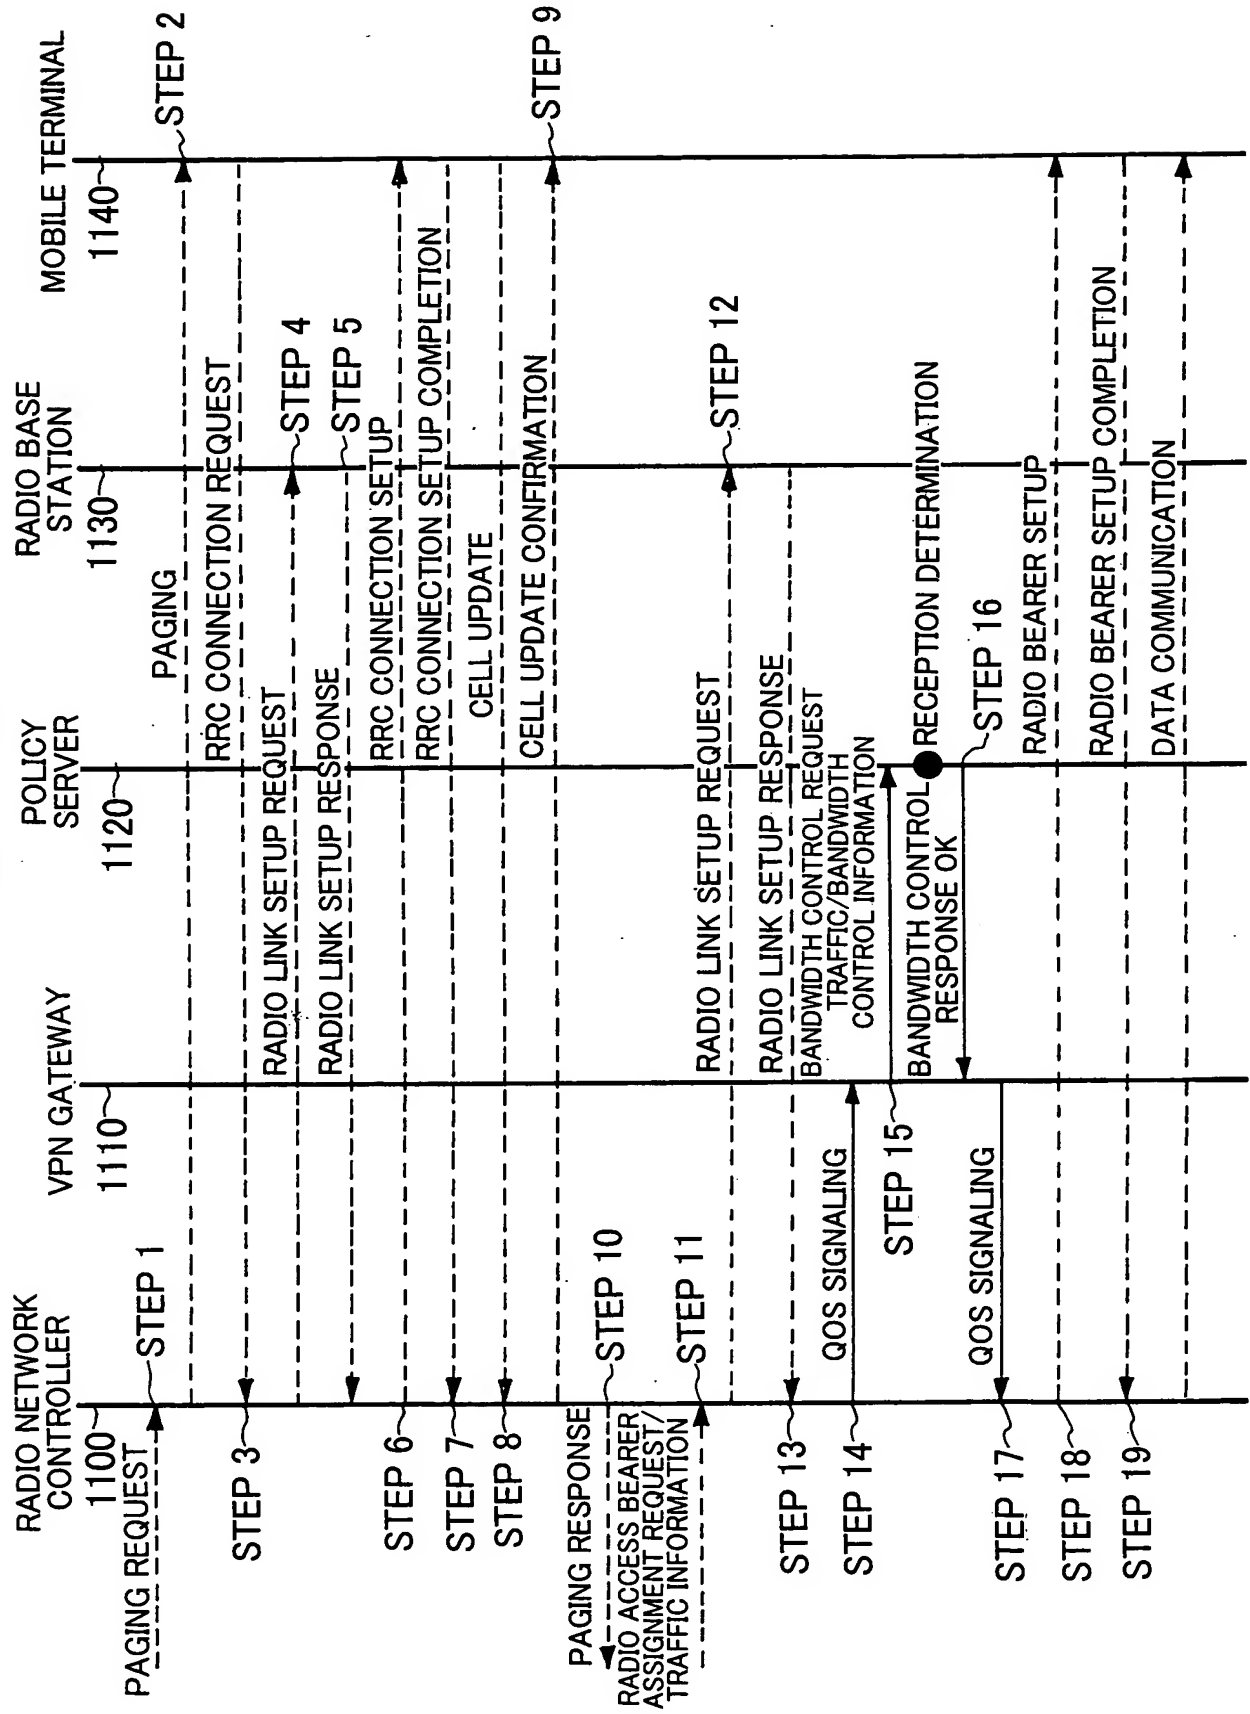 RADIO NETWORK
CONTROLLER
1100
VPN GATEWAY
1110
POLICY
SERVER
1120
RADIO BASE
STATION
1130
MOBILE TERMINAL
1140
PAGING REQUEST
STEP 1
PAGING
STEP 2
RRC CONNECTION REQUEST
STEP 3
RADIO LINK SETUP REQUEST
STEP 4
RADIO LINK SETUP RESPONSE
STEP 5
RRC CONNECTION SETUP
STEP 6
RRC CONNECTION SETUP COMPLETION
STEP 7
CELL UPDATE
STEP 8
CELL UPDATE CONFIRMATION
STEP 9
PAGING RESPONSE
STEP 10
RADIO ACCESS BEARER
ASSIGNMENT REQUEST/
TRAFFIC INFORMATION
STEP 11
RADIO LINK SETUP REQUEST
STEP 12
RADIO LINK SETUP RESPONSE
STEP 13
QOS SIGNALING
STEP 14
BANDWIDTH CONTROL REQUEST
TRAFFIC/BANDWIDTH
CONTROL INFORMATION
STEP 15
RECEPTION DETERMINATION
BANDWIDTH CONTROL
RESPONSE OK
STEP 16
QOS SIGNALING
STEP 17
RADIO BEARER SETUP
STEP 18
RADIO BEARER SETUP COMPLETION
STEP 19
DATA COMMUNICATION